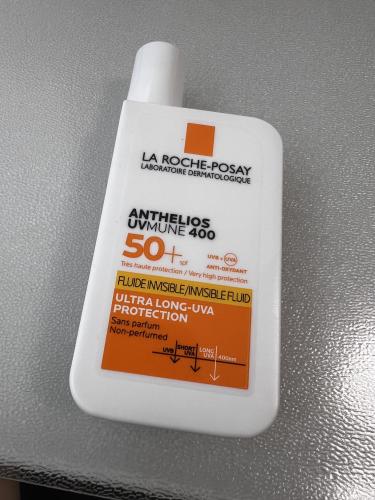 LA ROCHE-POSAY
LABORATOIRE DERMATOLOGIQUE
ANTHELIOS
UVMUNE 400
50+ spf
UVB + UVA
ANTI-OXYDANT
Très haute protection / Very high protection
FLUIDE INVISIBLE/INVISIBLE FLUID
ULTRA LONG-UVA
PROTECTION
Sans parfum
Non-perfumed
UVB
SHORT
UVA
LONG
UVA
400nm